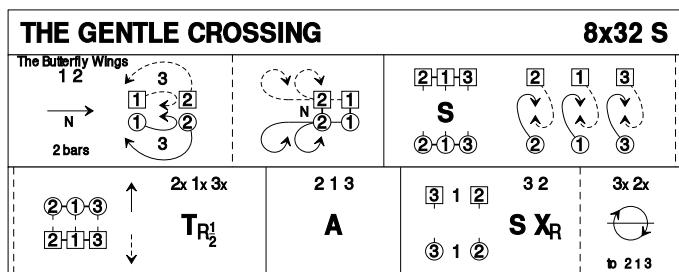 THE GENTLE CROSSING 8x32 S
The Butterfly Wings
1 2
3
1 2
N
1 2
3
2 bars
2 1
N
2 1
2-1-3
S
2-1-3
2 1 3
2 1 3
2x 1x 3x
2-1-3
2-1-3
TR½
2 1 3
A
3 2
3 1 2
3 1 2
S XR
3x 2x
to 2 1 3